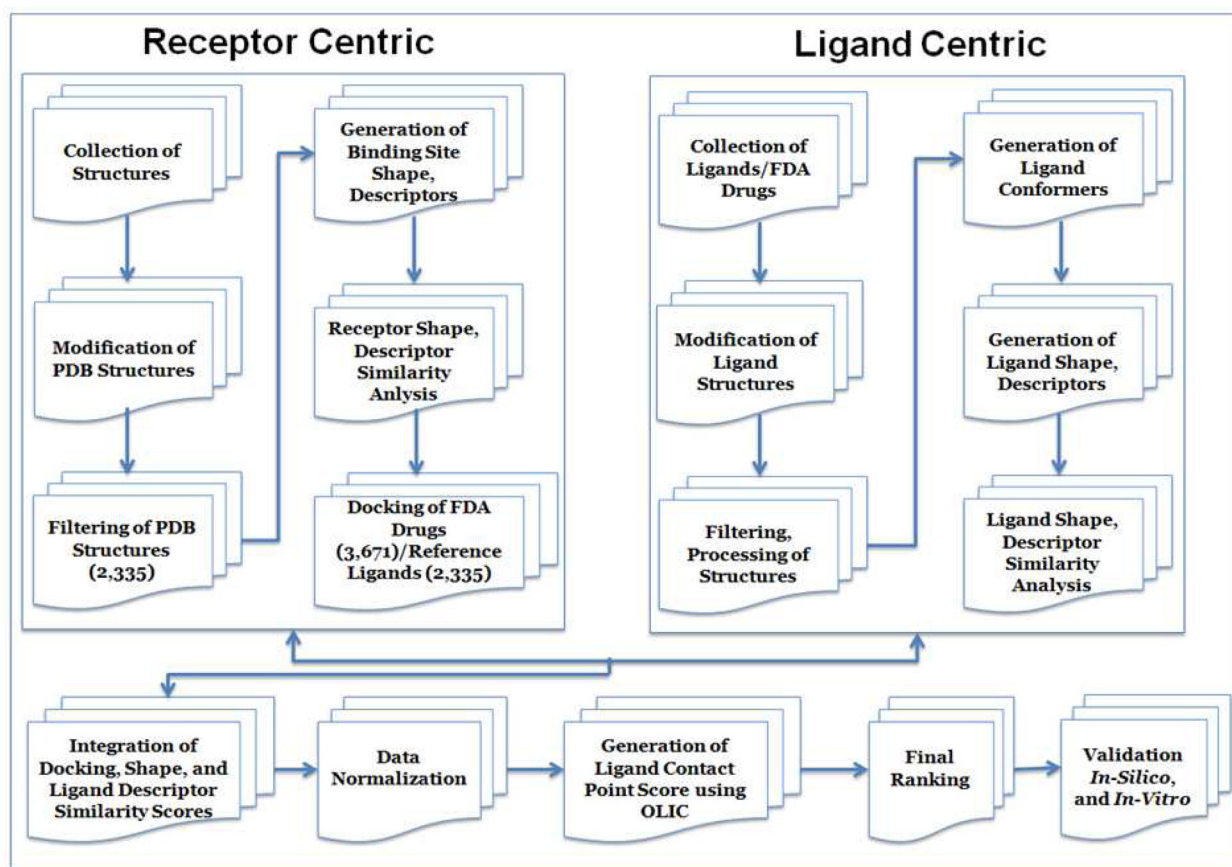 Receptor Centric
Collection of
Structures
Modification of
PDB Structures
Filtering of PDB
Structures
(2,335)
Generation of
Binding Site
Shape,
Descriptors
Receptor Shape,
Descriptor
Similarity
Anlysis
Docking of FDA
Drugs
(3,671)/Reference
Ligands (2,335)
Ligand Centric
Collection of
Ligands/FDA
Drugs
Modification of
Ligand
Structures
Filtering,
Processing of
Structures
Generation of
Ligand
Conformers
Generation of
Ligand Shape,
Descriptors
Ligand Shape,
Descriptor
Similarity
Analysis
Integration of
Docking, Shape, and
Ligand Descriptor
Similarity Scores
Data
Normalization
Generation of
Ligand Contact
Point Score using
OLIC
Final
Ranking
Validation
In-Silico,
and In-Vitro